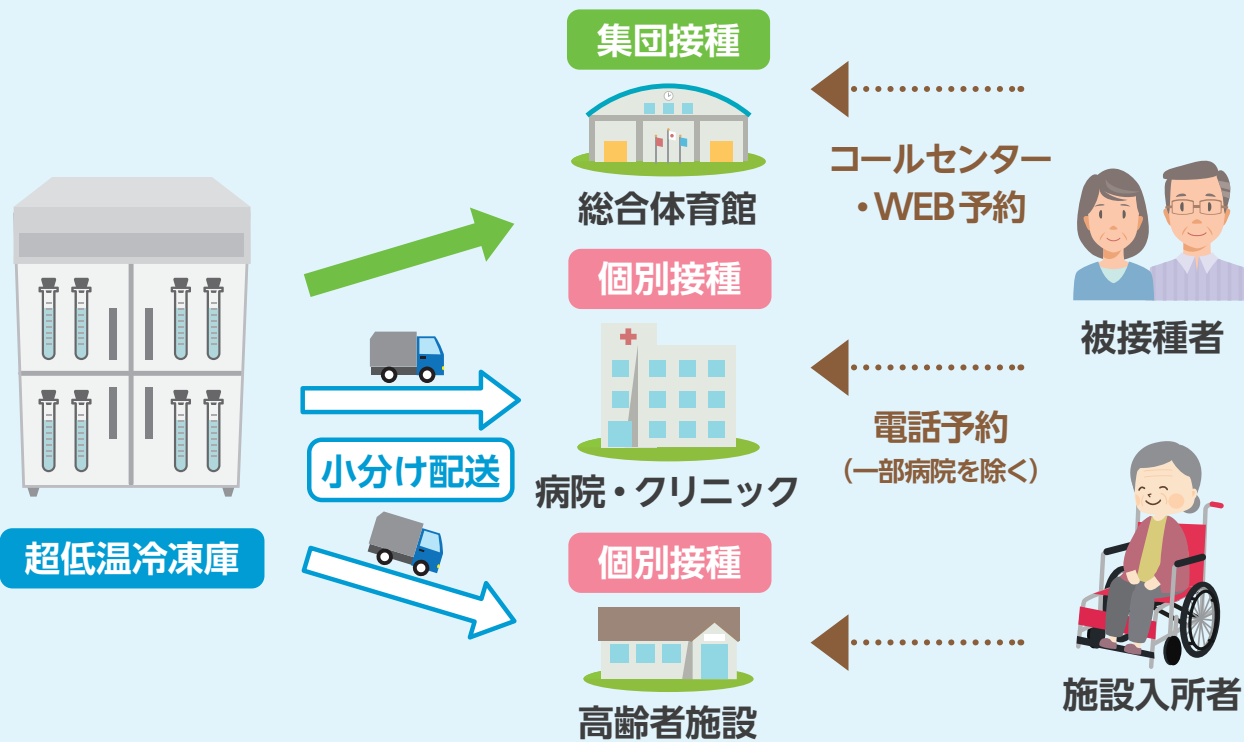 集団接種
総合体育館
コールセンター
・WEB予約
被接種者
個別接種
小分け配送
病院・クリニック
電話予約
（一部病院を除く）
超低温冷凍庫
個別接種
高齢者施設
施設入所者